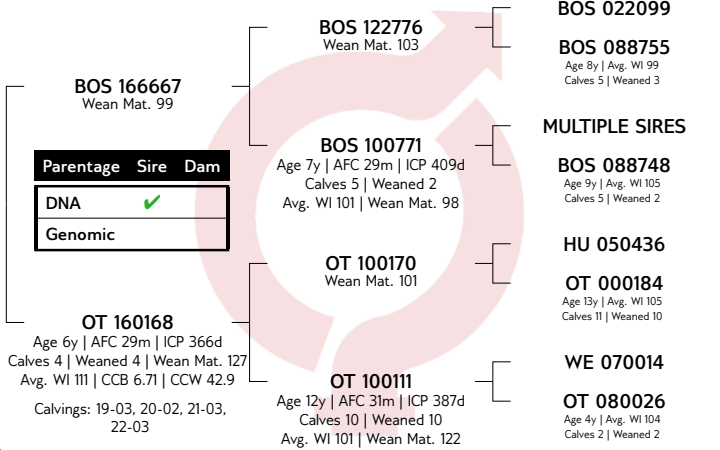 BOS 166667
Wean Mat. 99
Parentage Sire Dam
DNA ✔
Genomic
OT 160168
Age 6y | AFC 29m | ICP 366d
Calves 4 | Weaned 4 | Wean Mat. 127
Avg. WI 111 | CCB 6.71 | CCW 42.9
Calvings: 19-03, 20-02, 21-03,
22-03
BOS 122776
Wean Mat. 103
BOS 100771
Age 7y | AFC 29m | ICP 409d
Calves 5 | Weaned 2
Avg. WI 101 | Wean Mat. 98
OT 100170
Wean Mat. 101
OT 100111
Age 12y | AFC 31m | ICP 387d
Calves 10 | Weaned 10
Avg. WI 101 | Wean Mat. 122
BOS 022099
BOS 088755
Age 8y | Avg. WI 99
Calves 5 | Weaned 3
MULTIPLE SIRES
BOS 088748
Age 9y | Avg. WI 105
Calves 5 | Weaned 2
HU 050436
OT 000184
Age 13y | Avg. WI 105
Calves 11 | Weaned 10
WE 070014
OT 080026
Age 4y | Avg. WI 104
Calves 2 | Weaned 2